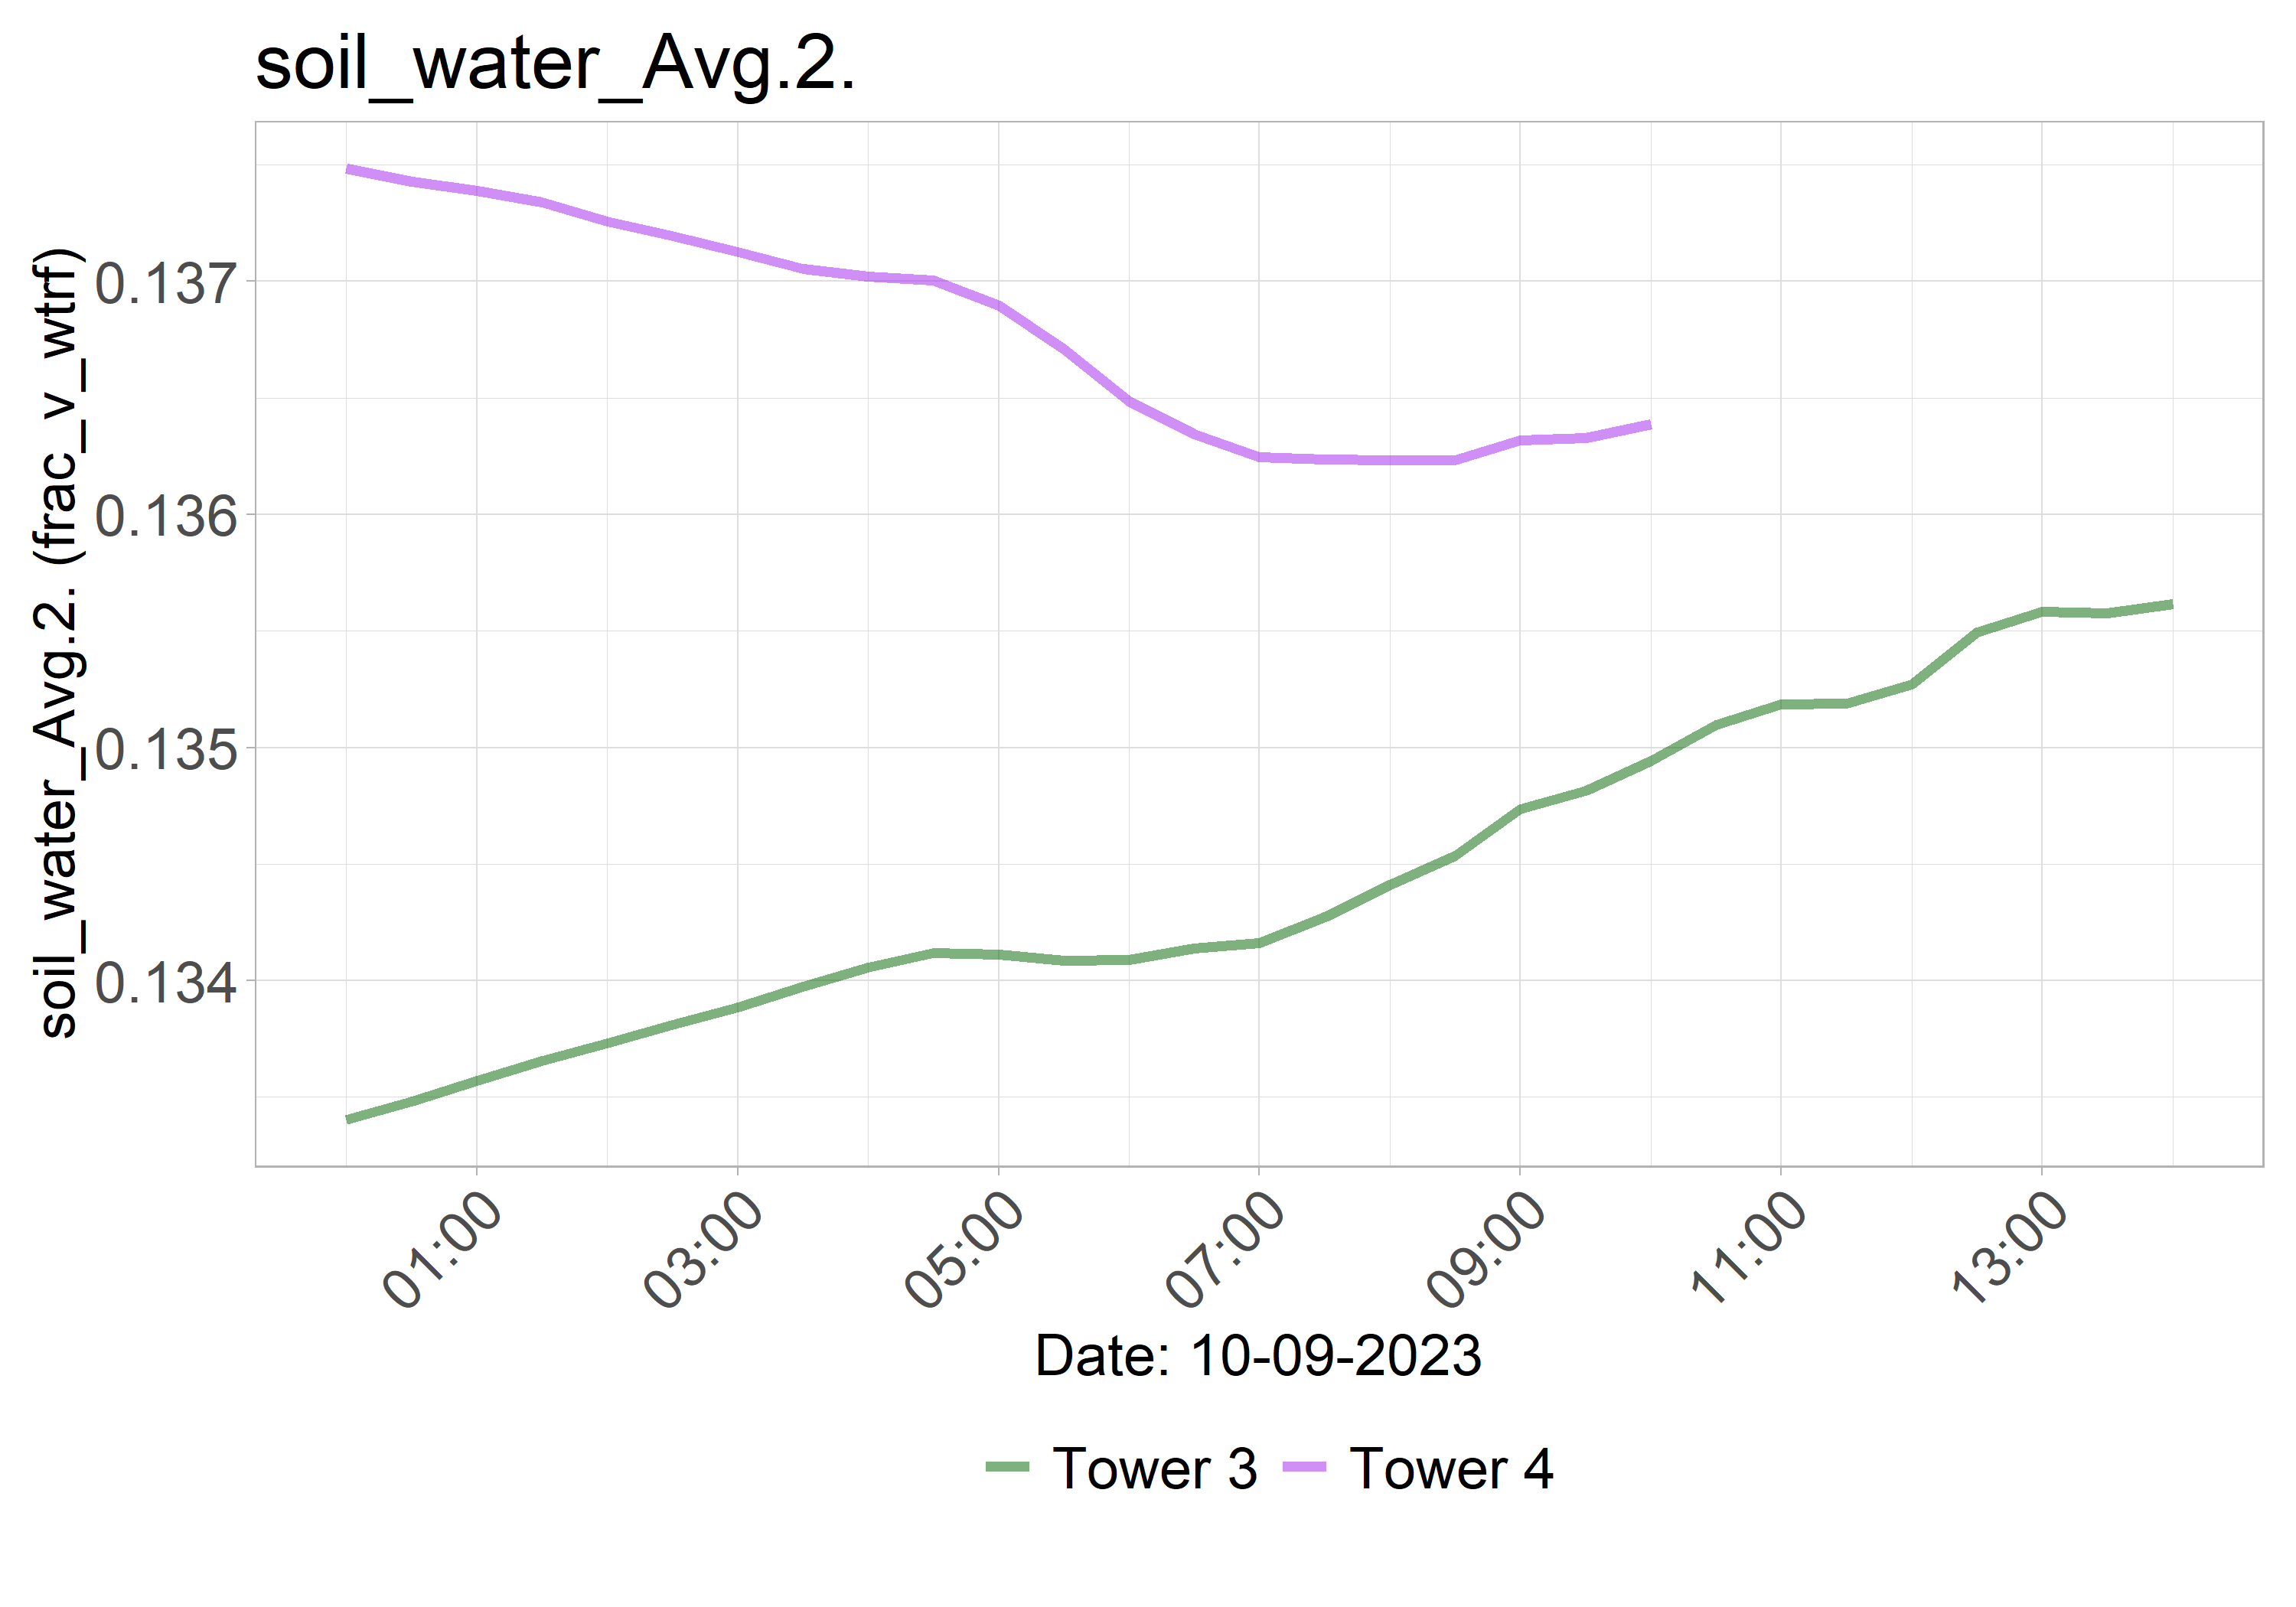 soil_water_Avg.2.
soil_water_Avg.2. (frac_v_wtrf)
0.137
0.136
0.135
0.134
01:00
03:00
05:00
07:00
09:00
11:00
13:00
Date: 10-09-2023
Tower 3
Tower 4